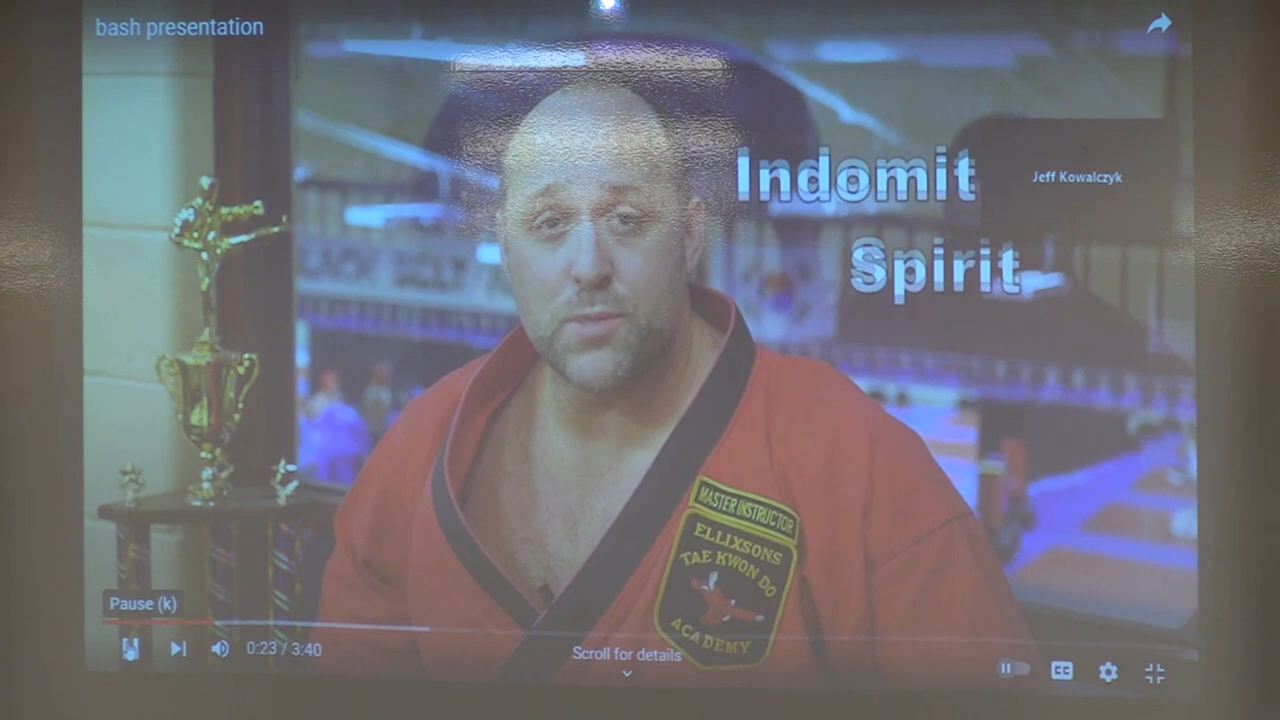 bash presentation
Indomit
Jeff Kowalczyk
Spirit
MASTER INSTRUCTOR
ELLIXSONS
TAE KWON DO
ACADEMY
Pause (k)
0:23 / 3:40
Scroll for details
CC